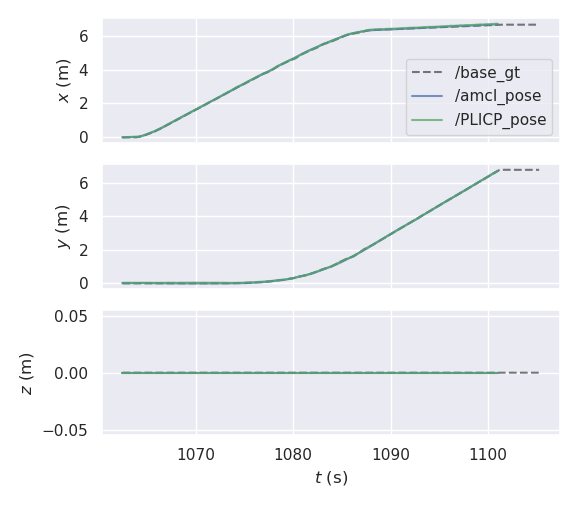 6
4
2
0
x (m)
/base_gt
/amcl_pose
/PLICP_pose
6
4
2
0
y (m)
0.05
0.00
−0.05
z (m)
1070 1080 1090 1100
t (s)